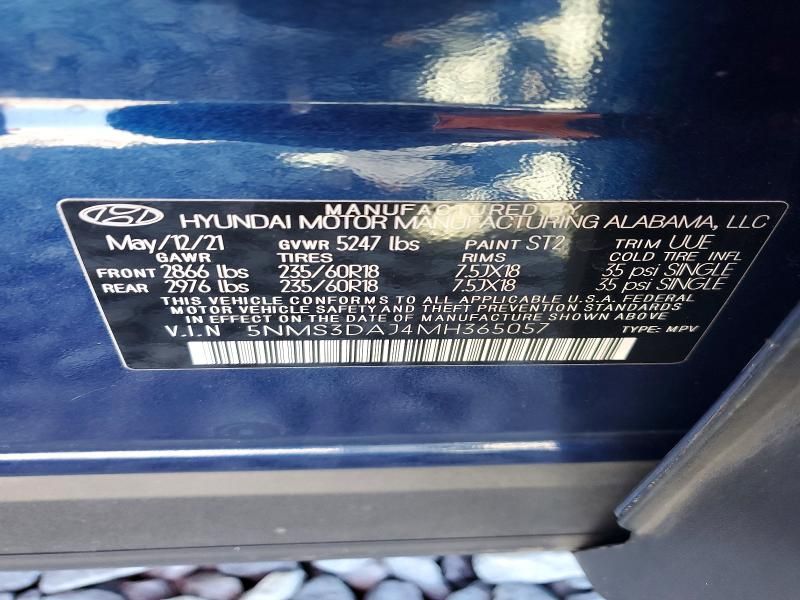 MANUFACTURED BY
HYUNDAI MOTOR MANUFACTURING ALABAMA, LLC
May/12/21 GVWR 5247 lbs PAINT ST2 TRIM UUE
GAWR TIRES RIMS COLD TIRE INFL
FRONT 2866 lbs 235/60R18 7.5JX18 35 psi SINGLE
REAR 2976 lbs 235/60R18 7.5JX18 35 psi SINGLE
THIS VEHICLE CONFORMS TO ALL APPLICABLE U.S.A. FEDERAL
MOTOR VEHICLE SAFETY AND THEFT PREVENTION STANDARDS
IN EFFECT ON THE DATE OF MANUFACTURE SHOWN ABOVE
V.I.N 5NMS3DAJ4MH365057 TYPE: MPV